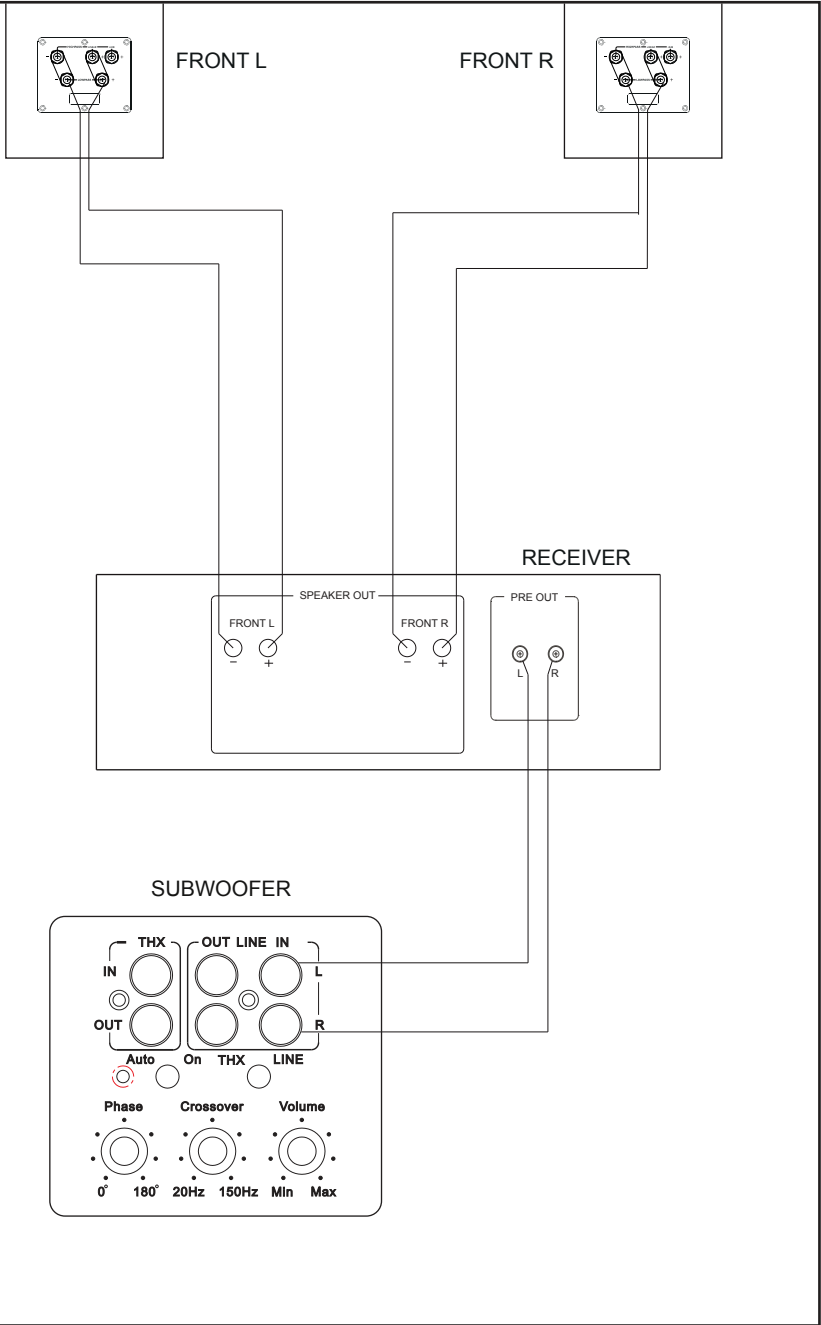 FRONT L
FRONT R
RECEIVER
SPEAKER OUT
PRE OUT
FRONT L
FRONT R
- +
- +
L R
SUBWOOFER
THX
OUT LINE IN
IN
L
OUT
R
Auto On THX LINE
Phase Crossover Volume
0° 180° 20Hz 150Hz Min Max